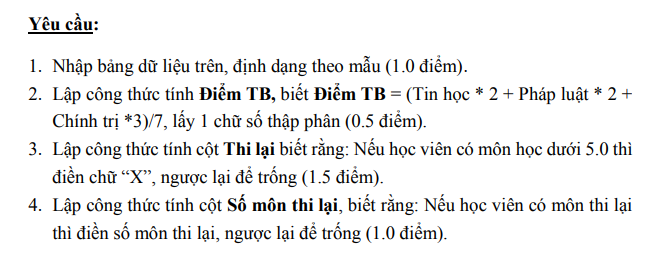 Yêu cầu:
1. Nhập bảng dữ liệu trên, định dạng theo mẫu (1.0 điểm).
2. Lập công thức tính Điểm TB, biết Điểm TB = (Tin học * 2 + Pháp luật * 2 +
Chính trị *3)/7, lấy 1 chữ số thập phân (0.5 điểm).
3. Lập công thức tính cột Thi lại biết rằng: Nếu học viên có môn học dưới 5.0 thì
điền chữ “X”, ngược lại để trống (1.5 điểm).
4. Lập công thức tính cột Số môn thi lại, biết rằng: Nếu học viên có môn thi lại
thì điền số môn thi lại, ngược lại để trống (1.0 điểm).